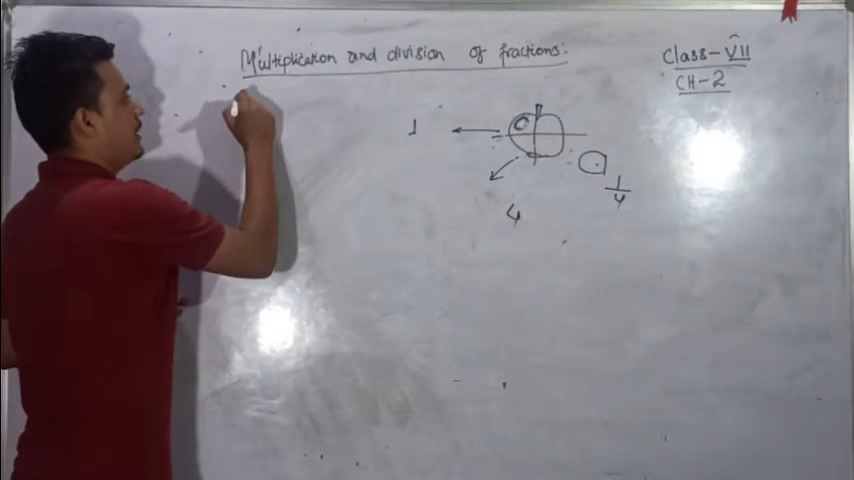 Multiplication and division of fractions:
Class-VII
CH-2
1
1/4
4